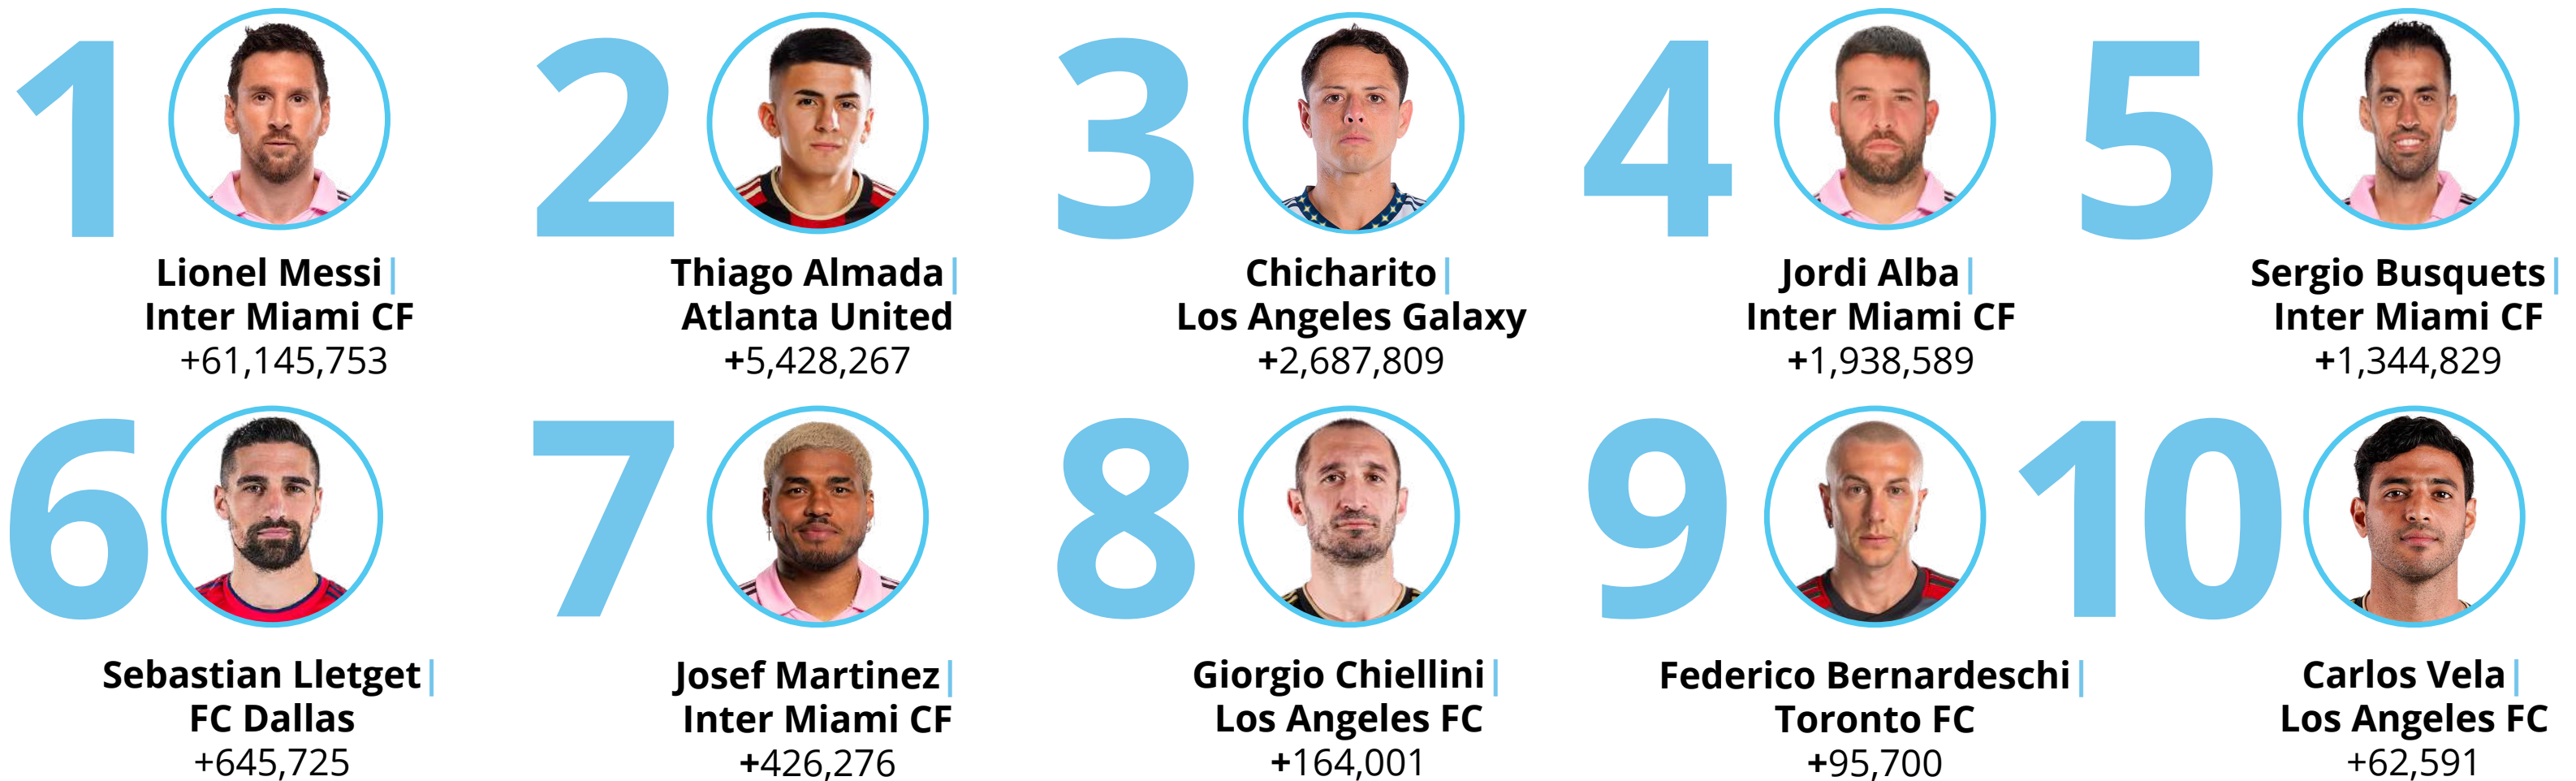 1
Lionel Messi|
Inter Miami CF
+61,145,753
2
Thiago Almada|
Atlanta United
+5,428,267
3
Chicharito|
Los Angeles Galaxy
+2,687,809
4
Jordi Alba|
Inter Miami CF
+1,938,589
5
Sergio Busquets|
Inter Miami CF
+1,344,829
6
Sebastian Lletget|
FC Dallas
+645,725
7
Josef Martinez|
Inter Miami CF
+426,276
8
Giorgio Chiellini|
Los Angeles FC
+164,001
9
Federico Bernardeschi|
Toronto FC
+95,700
10
Carlos Vela|
Los Angeles FC
+62,591